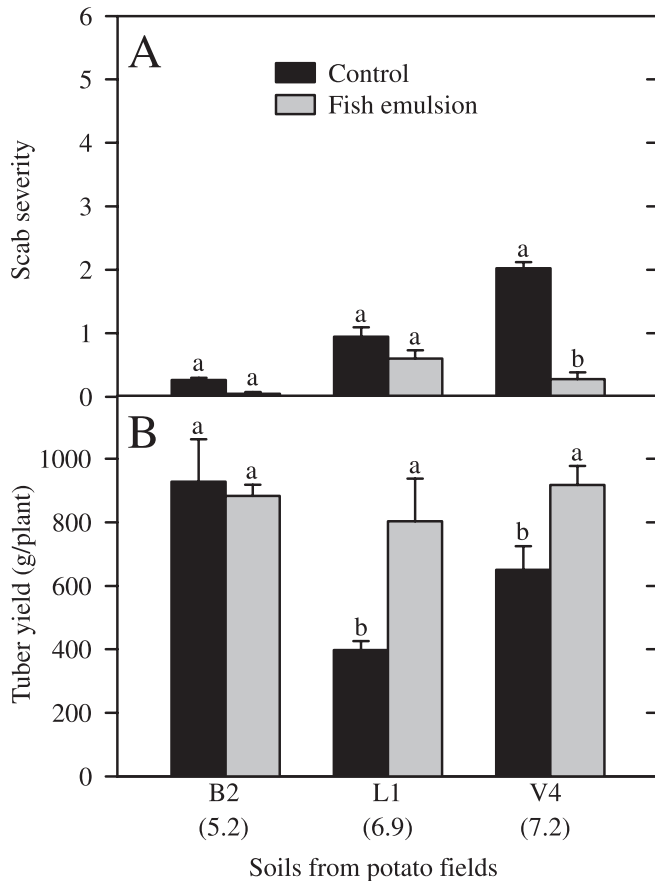 6
A
Control
Fish emulsion
5
4
3
2
1
0
Scab severity
a
a
a
a
a
b
B
1000
800
600
400
200
0
Tuber yield (g/plant)
a
a
b
a
b
a
B2
L1
V4
(5.2)
(6.9)
(7.2)
Soils from potato fields